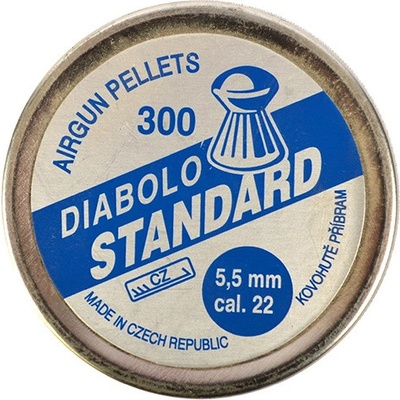 AIRGUN PELLETS
300
DIABOLO
STANDARD
CZ
5,5 mm
cal. 22
MADE IN CZECH REPUBLIC
KOVOHUTĚ PŘÍBRAM